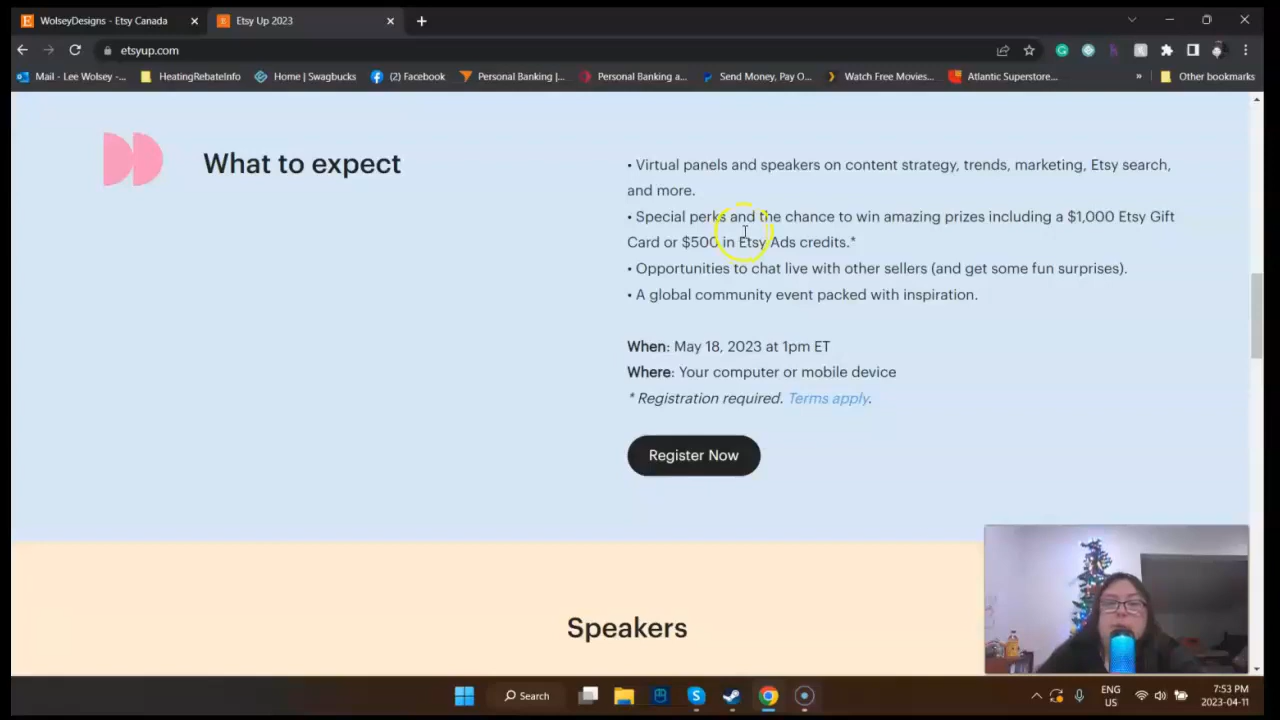 WolseyDesigns - Etsy Canada
Etsy Up 2023
etsyup.com
Mail - Lee Wolsey -...
HeatingRebateInfo
Home | Swagbucks
(2) Facebook
Personal Banking |...
Personal Banking a...
Send Money, Pay O...
Watch Free Movies...
Atlantic Superstore...
»
Other bookmarks
What to expect
• Virtual panels and speakers on content strategy, trends, marketing, Etsy search,
and more.
• Special perks and the chance to win amazing prizes including a $1,000 Etsy Gift
Card or $500 in Etsy Ads credits.*
• Opportunities to chat live with other sellers (and get some fun surprises).
• A global community event packed with inspiration.
When: May 18, 2023 at 1pm ET
Where: Your computer or mobile device
* Registration required. Terms apply.
Register Now
Speakers
Search
ENG
US
7:53 PM
2023-04-11